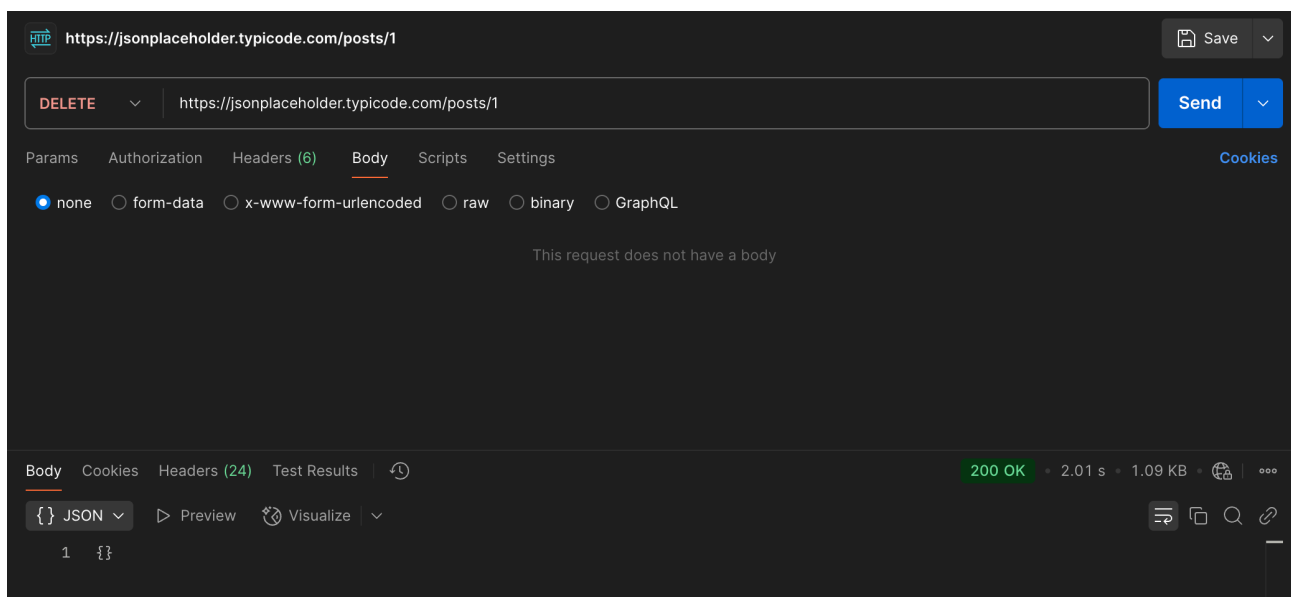 HTTP https://jsonplaceholder.typicode.com/posts/1 Save
DELETE https://jsonplaceholder.typicode.com/posts/1 Send
Params Authorization Headers (6) Body Scripts Settings Cookies
none form-data x-www-form-urlencoded raw binary GraphQL
This request does not have a body
Body Cookies Headers (24) Test Results 200 OK • 2.01 s • 1.09 KB •
{} JSON Preview Visualize
1 {}